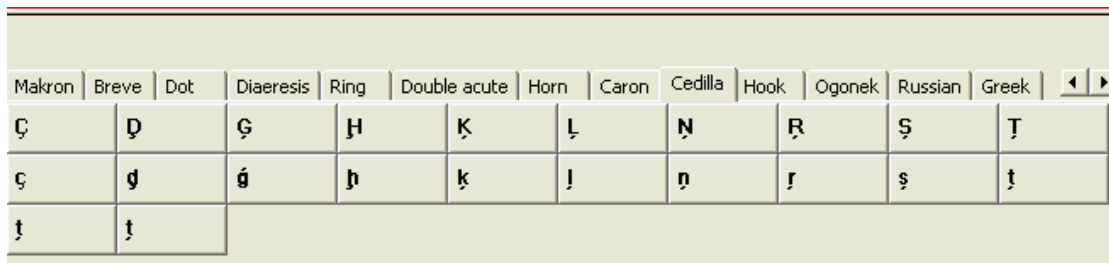 Makron Breve Dot Diaeresis Ring Double acute Horn Caron Cedilla Hook Ogonek Russian Greek
Ç Ḑ Ģ Ḩ Ķ Ļ Ņ Ŗ Ş Ţ
ç ḑ ģ ḩ ķ ļ ņ ŗ ş ţ
ţ ţ